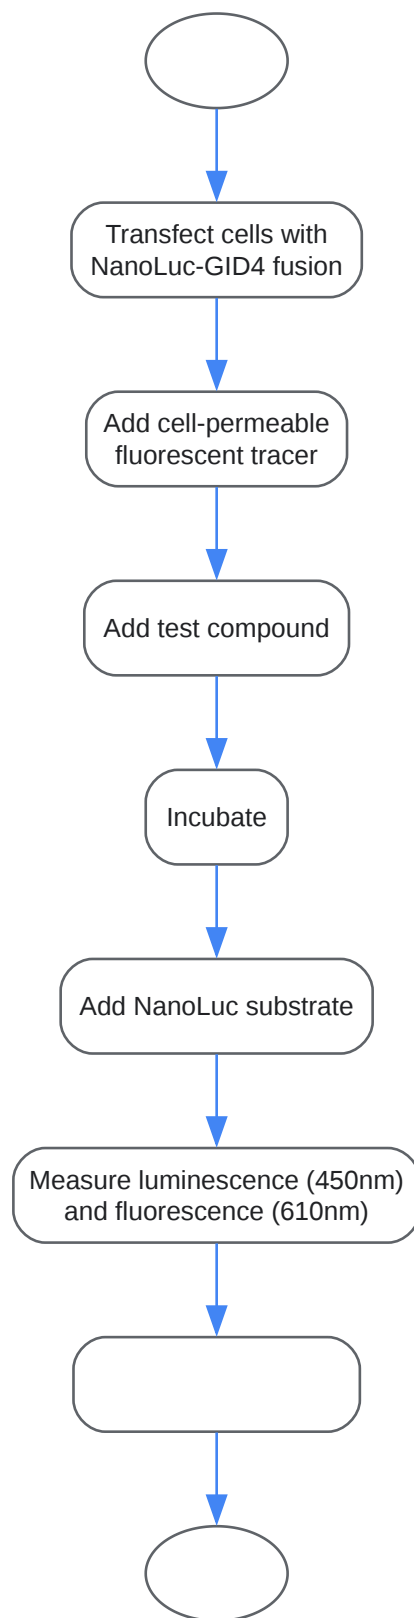 Transfect cells with
NanoLuc-GID4 fusion
Add cell-permeable
fluorescent tracer
Add test compound
Incubate
Add NanoLuc substrate
Measure luminescence (450nm)
and fluorescence (610nm)